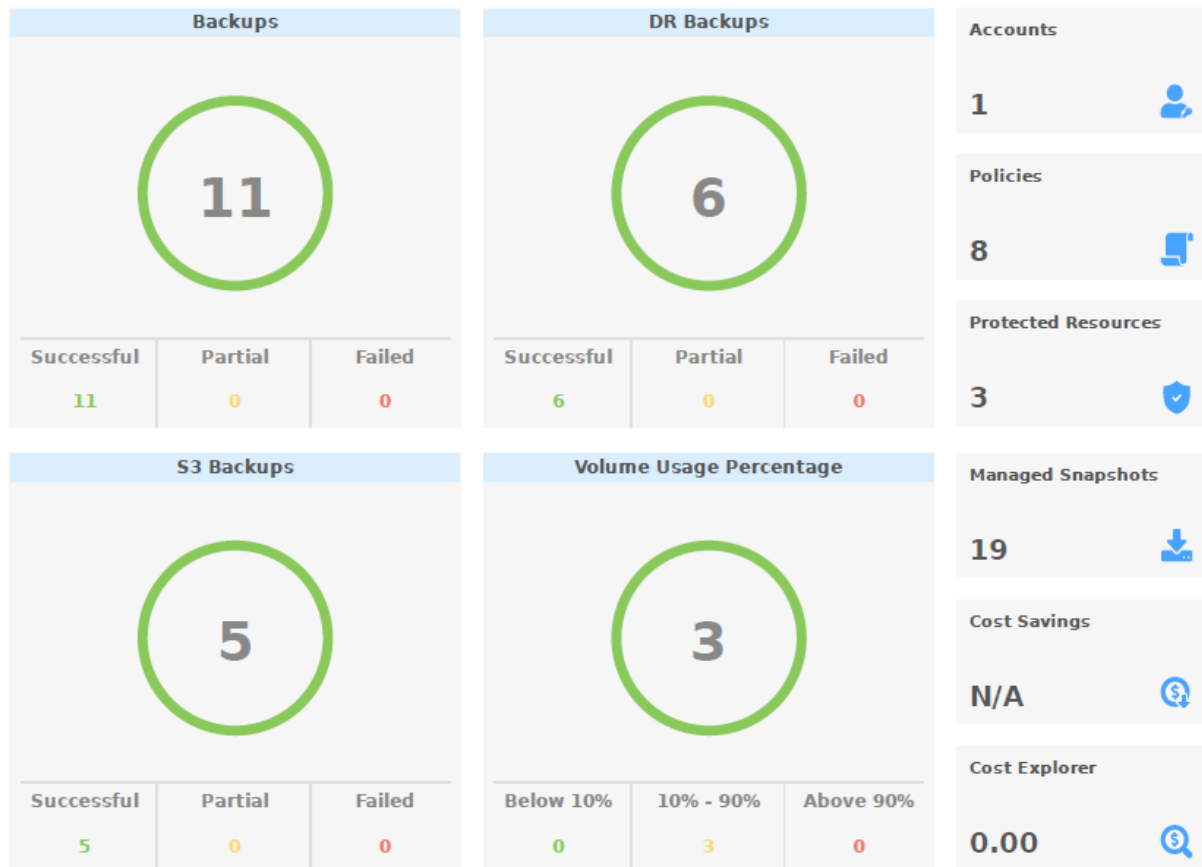 Backups
11
Successful Partial Failed
11 0 0
DR Backups
6
Successful Partial Failed
6 0 0
Accounts
1
Policies
8
Protected Resources
3
S3 Backups
5
Successful Partial Failed
5 0 0
Volume Usage Percentage
3
Below 10% 10% - 90% Above 90%
0 3 0
Managed Snapshots
19
Cost Savings
N/A
Cost Explorer
0.00